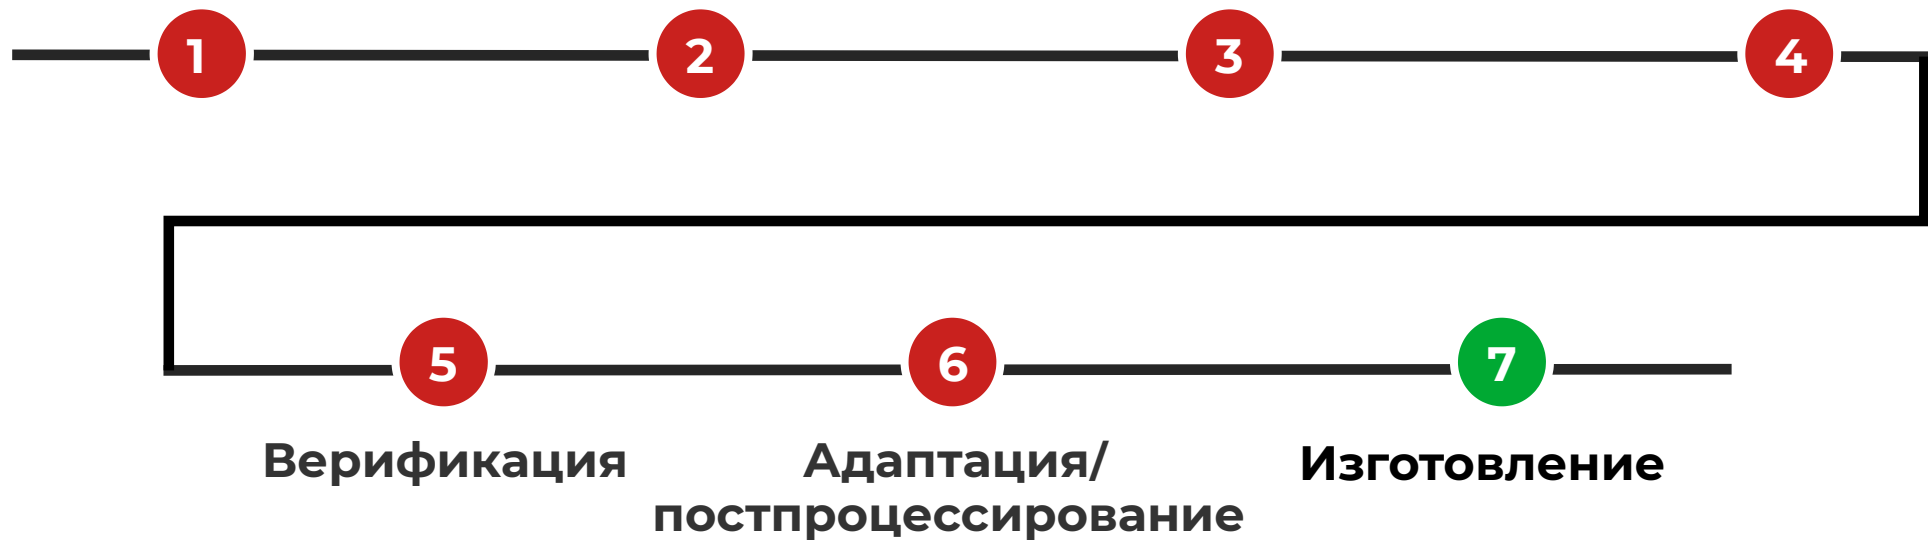 1 2 3 4
5 6 7
Верификация Адаптация/ Изготовление
постпроцессирование